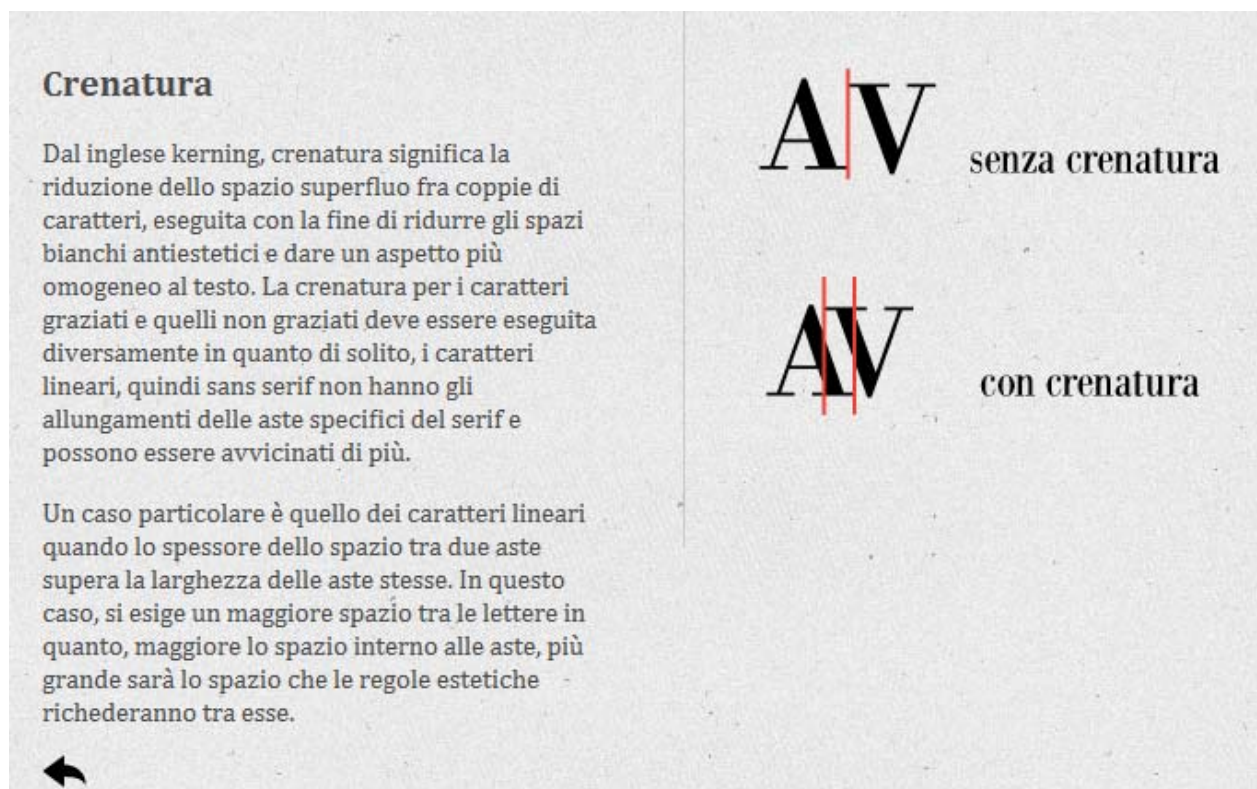 Crenatura
Dal inglese kerning, crenatura significa la
riduzione dello spazio superfluo fra coppie di
caratteri, eseguita con la fine di ridurre gli spazi
bianchi antiestetici e dare un aspetto più
omogeneo al testo. La crenatura per i caratteri
graziati e quelli non graziati deve essere eseguita
diversamente in quanto di solito, i caratteri
lineari, quindi sans serif non hanno gli
allungamenti delle aste specifici del serif e
possono essere avvicinati di più.
Un caso particolare è quello dei caratteri lineari
quando lo spessore dello spazio tra due aste
supera la larghezza delle aste stesse. In questo
caso, si esige un maggiore spazio tra le lettere in
quanto, maggiore lo spazio interno alle aste, più
grande sarà lo spazio che le regole estetiche
richederanno tra esse.
AV
senza crenatura
AV
con crenatura